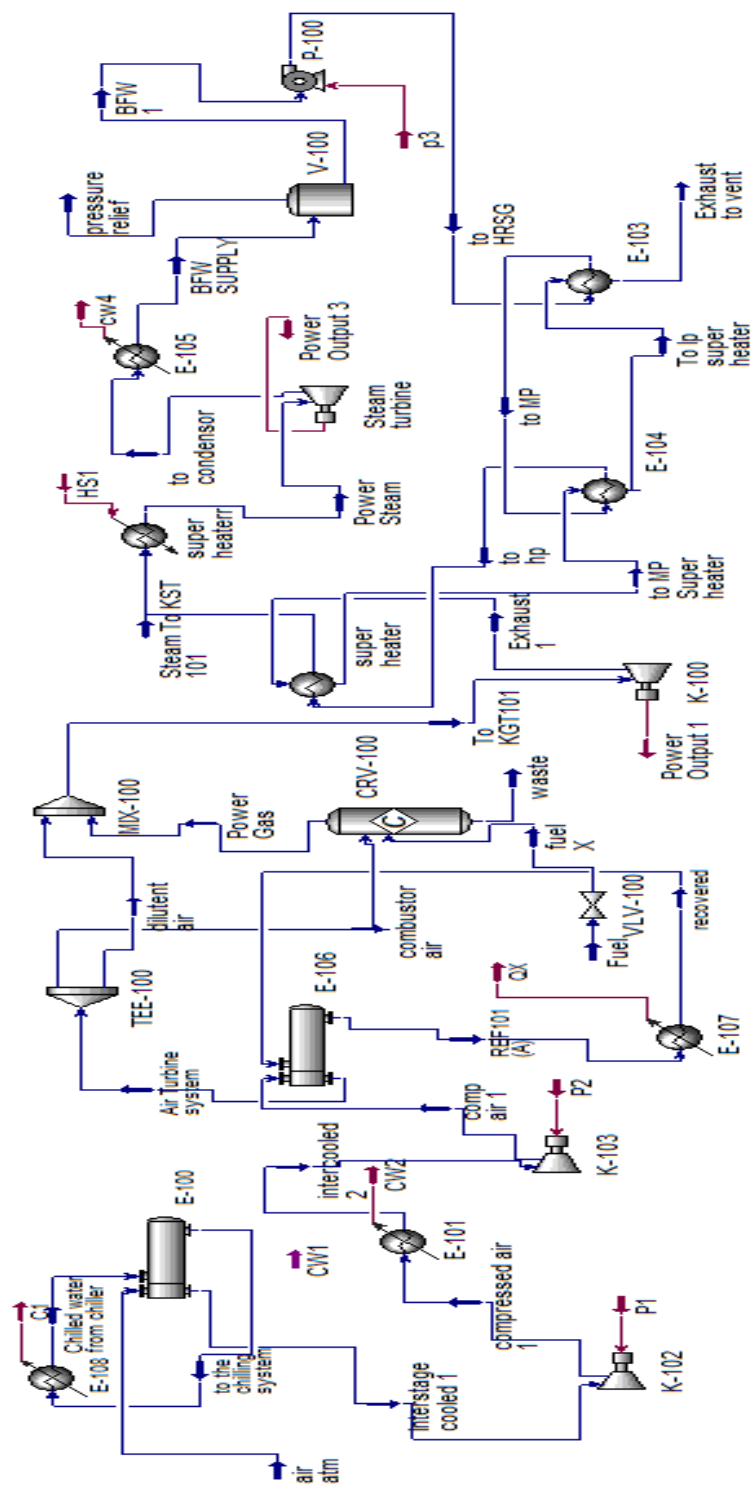 air
atm
C1
E-108
Chilled water
from chiller
E-100
to the
chilling
system
interstage
cooled 1
K-102
P1
compressed air
1
CW1
E-101
CW2
intercooled
2
K-103
P2
comp
air 1
Air Turbine
system
E-106
REF101
(A)
E-107
QX
recovered
TEE-100
dilutent
air
combustor
air
Fuel
VLV-100
fuel
X
waste
CRV-100
Power
Gas
MIX-100
To
KGT101
K-100
Power
Output 1
Exhaust
1
super
heater
Steam To KST
101
HS1
super
heaterr
Power
Steam
Steam
turbine
Power
Output 3
to
condensor
E-105
cw4
BFW
SUPPLY
pressure
relief
V-100
BFW
1
P-100
p3
to
HRSG
E-103
Exhaust
to vent
To lp
super
heater
to MP
E-104
to
hp
to MP
Super
heater